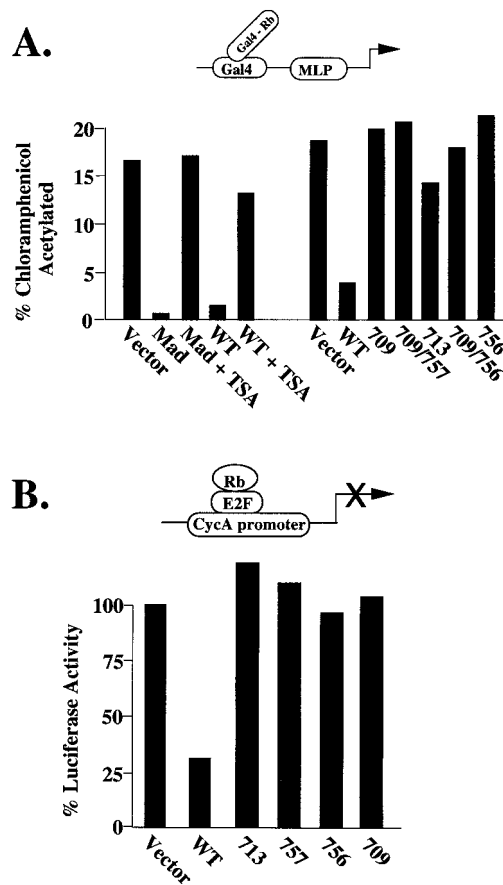 A.
Gal4 - Rb
Gal4
MLP
% Chloramphenicol
Acetylated
20
15
10
5
0
Vector
Mad
Mad + TSA
WT
WT + TSA
Vector
WT
709
709/757
713
709/756
756
B.
Rb
E2F
CycA promoter
X
% Luciferase Activity
100
75
50
25
0
Vector
WT
713
757
756
709